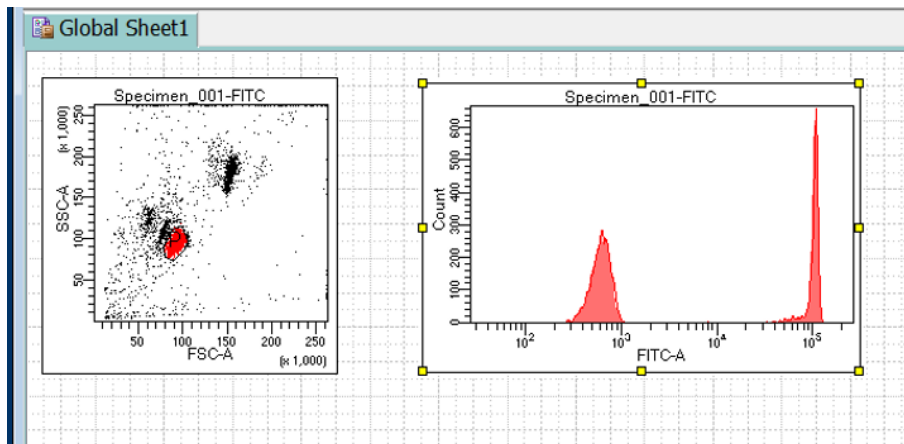 Global Sheet1
Specimen_001-FITC
SSC-A
(x 1,000)
50
100
150
200
250
50
100
150
200
250
FSC-A
(x 1,000)
Specimen_001-FITC
Count
0
100
200
300
400
500
600
10²
10³
10⁴
10⁵
FITC-A